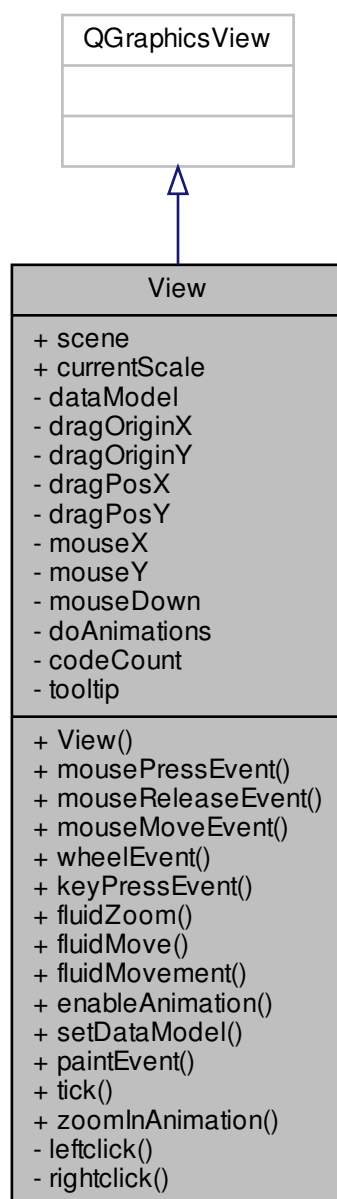 QGraphicsView
View
+ scene
+ currentScale
- dataModel
- dragOriginX
- dragOriginY
- dragPosX
- dragPosY
- mouseX
- mouseY
- mouseDown
- doAnimations
- codeCount
- tooltip
+ View()
+ mousePressEvent()
+ mouseReleaseEvent()
+ mouseMoveEvent()
+ wheelEvent()
+ keyPressEvent()
+ fluidZoom()
+ fluidMove()
+ fluidMovement()
+ enableAnimation()
+ setDataModel()
+ paintEvent()
+ tick()
+ zoomInAnimation()
- leftclick()
- rightclick()